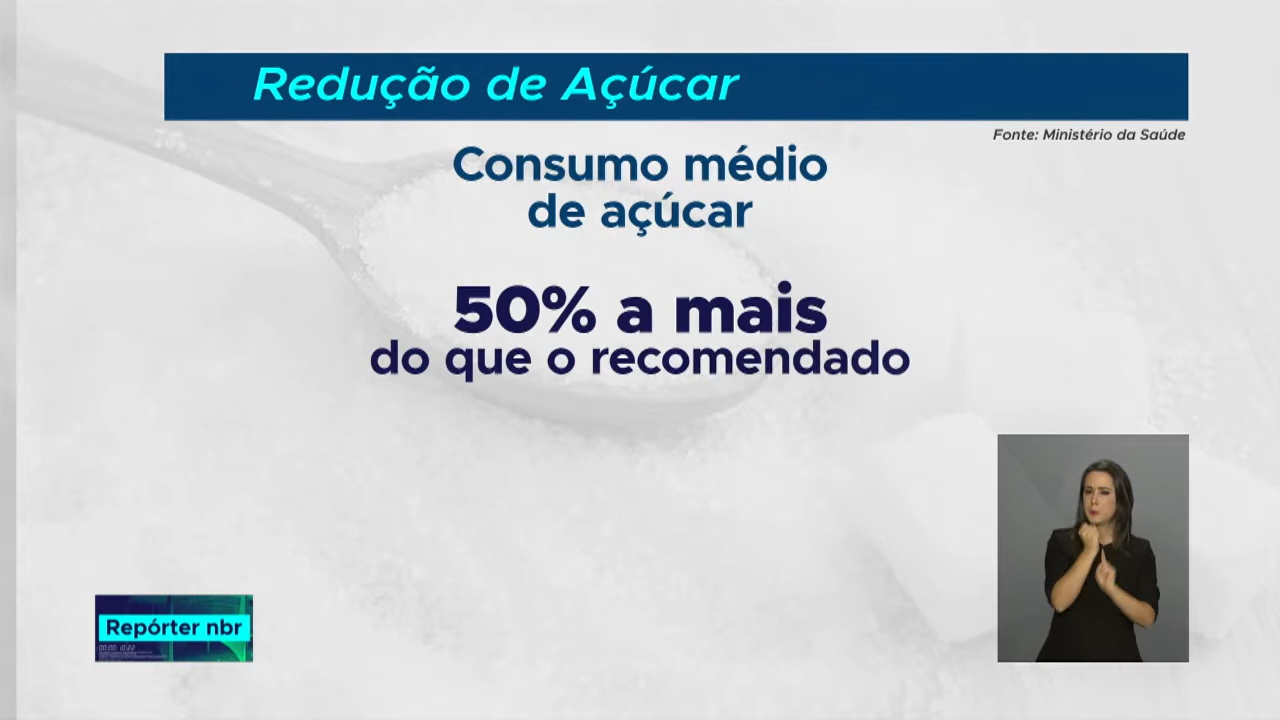 Redução de Açúcar
Fonte: Ministério da Saúde
Consumo médio
de açúcar
50% a mais
do que o recomendado
Repórter nbr